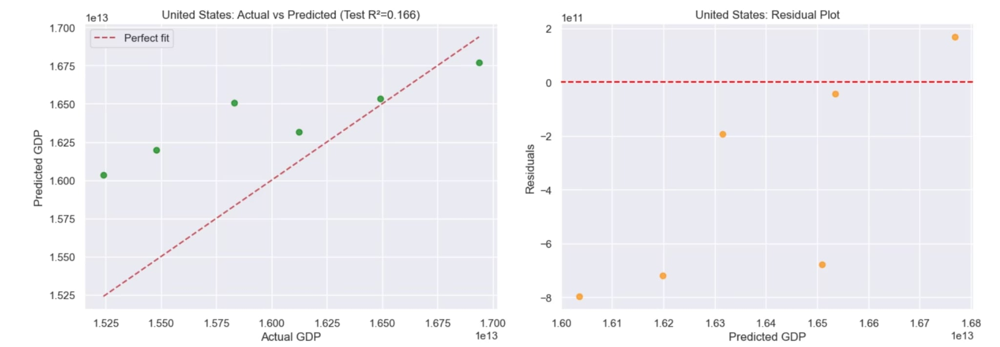 United States: Actual vs Predicted (Test R²=0.166)
1e13
Perfect fit
Predicted GDP
1.700
1.675
1.650
1.625
1.600
1.575
1.550
1.525
1.525 1.550 1.575 1.600 1.625 1.650 1.675 1.700
Actual GDP
1e13
United States: Residual Plot
1e11
Residuals
2
0
−2
−4
−6
−8
1.60 1.61 1.62 1.63 1.64 1.65 1.66 1.67 1.68
Predicted GDP
1e13